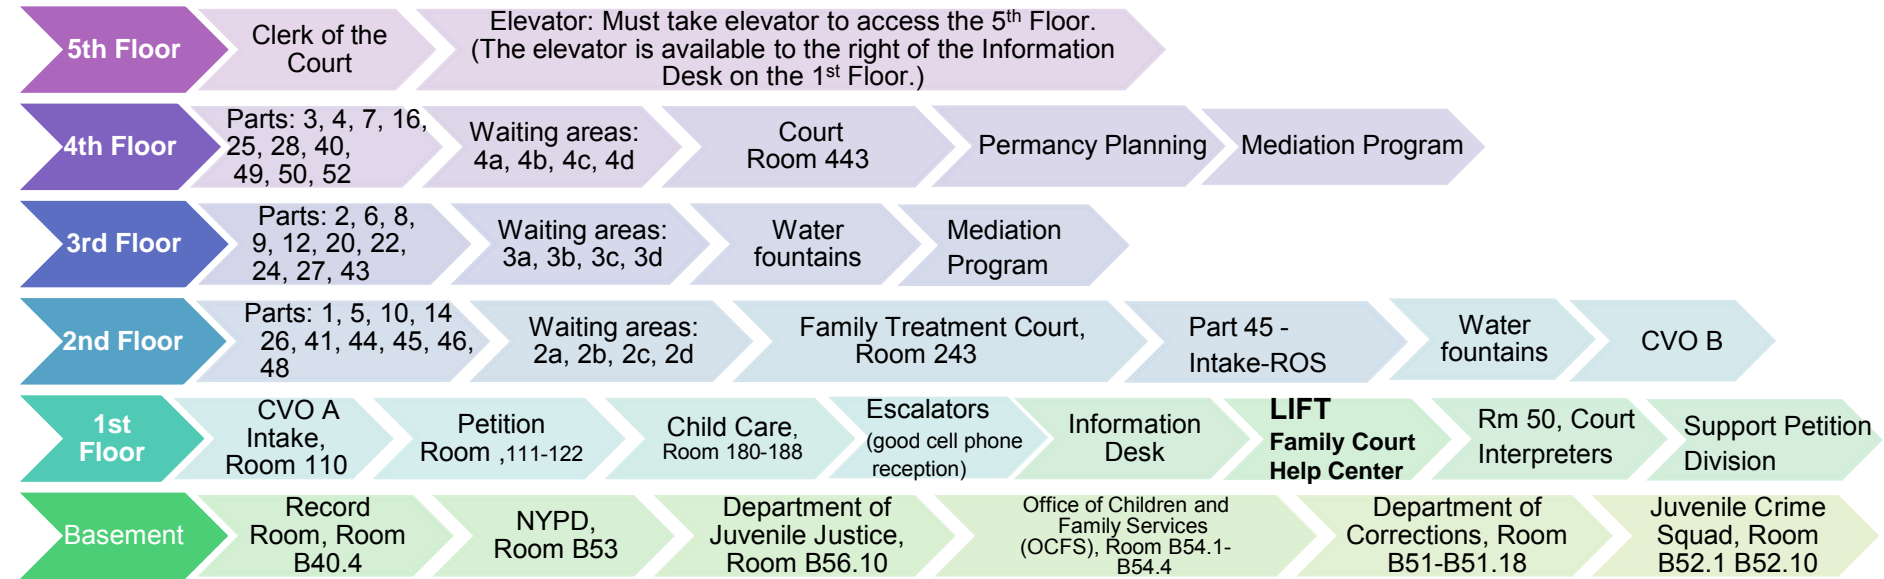 5th Floor
Clerk of the
Court
Elevator: Must take elevator to access the 5th Floor.
(The elevator is available to the right of the Information
Desk on the 1st Floor.)
4th Floor
Parts: 3, 4, 7, 16,
25, 28, 40,
49, 50, 52
Waiting areas:
4a, 4b, 4c, 4d
Court
Room 443
Permancy Planning
Mediation Program
3rd Floor
Parts: 2, 6, 8,
9, 12, 20, 22,
24, 27, 43
Waiting areas:
3a, 3b, 3c, 3d
Water
fountains
Mediation
Program
2nd Floor
Parts: 1, 5, 10, 14
26, 41, 44, 45, 46,
48
Waiting areas:
2a, 2b, 2c, 2d
Family Treatment Court,
Room 243
Part 45 -
Intake-ROS
Water
fountains
CVO B
1st
Floor
CVO A
Intake,
Room 110
Petition
Room ,111-122
Child Care,
Room 180-188
Escalators
(good cell phone
reception)
Information
Desk
LIFT
Family Court
Help Center
Rm 50, Court
Interpreters
Support Petition
Division
Basement
Record
Room, Room
B40.4
NYPD,
Room B53
Department of
Juvenile Justice,
Room B56.10
Office of Children and
Family Services
(OCFS), Room B54.1-
B54.4
Department of
Corrections, Room
B51-B51.18
Juvenile Crime
Squad, Room
B52.1 B52.10